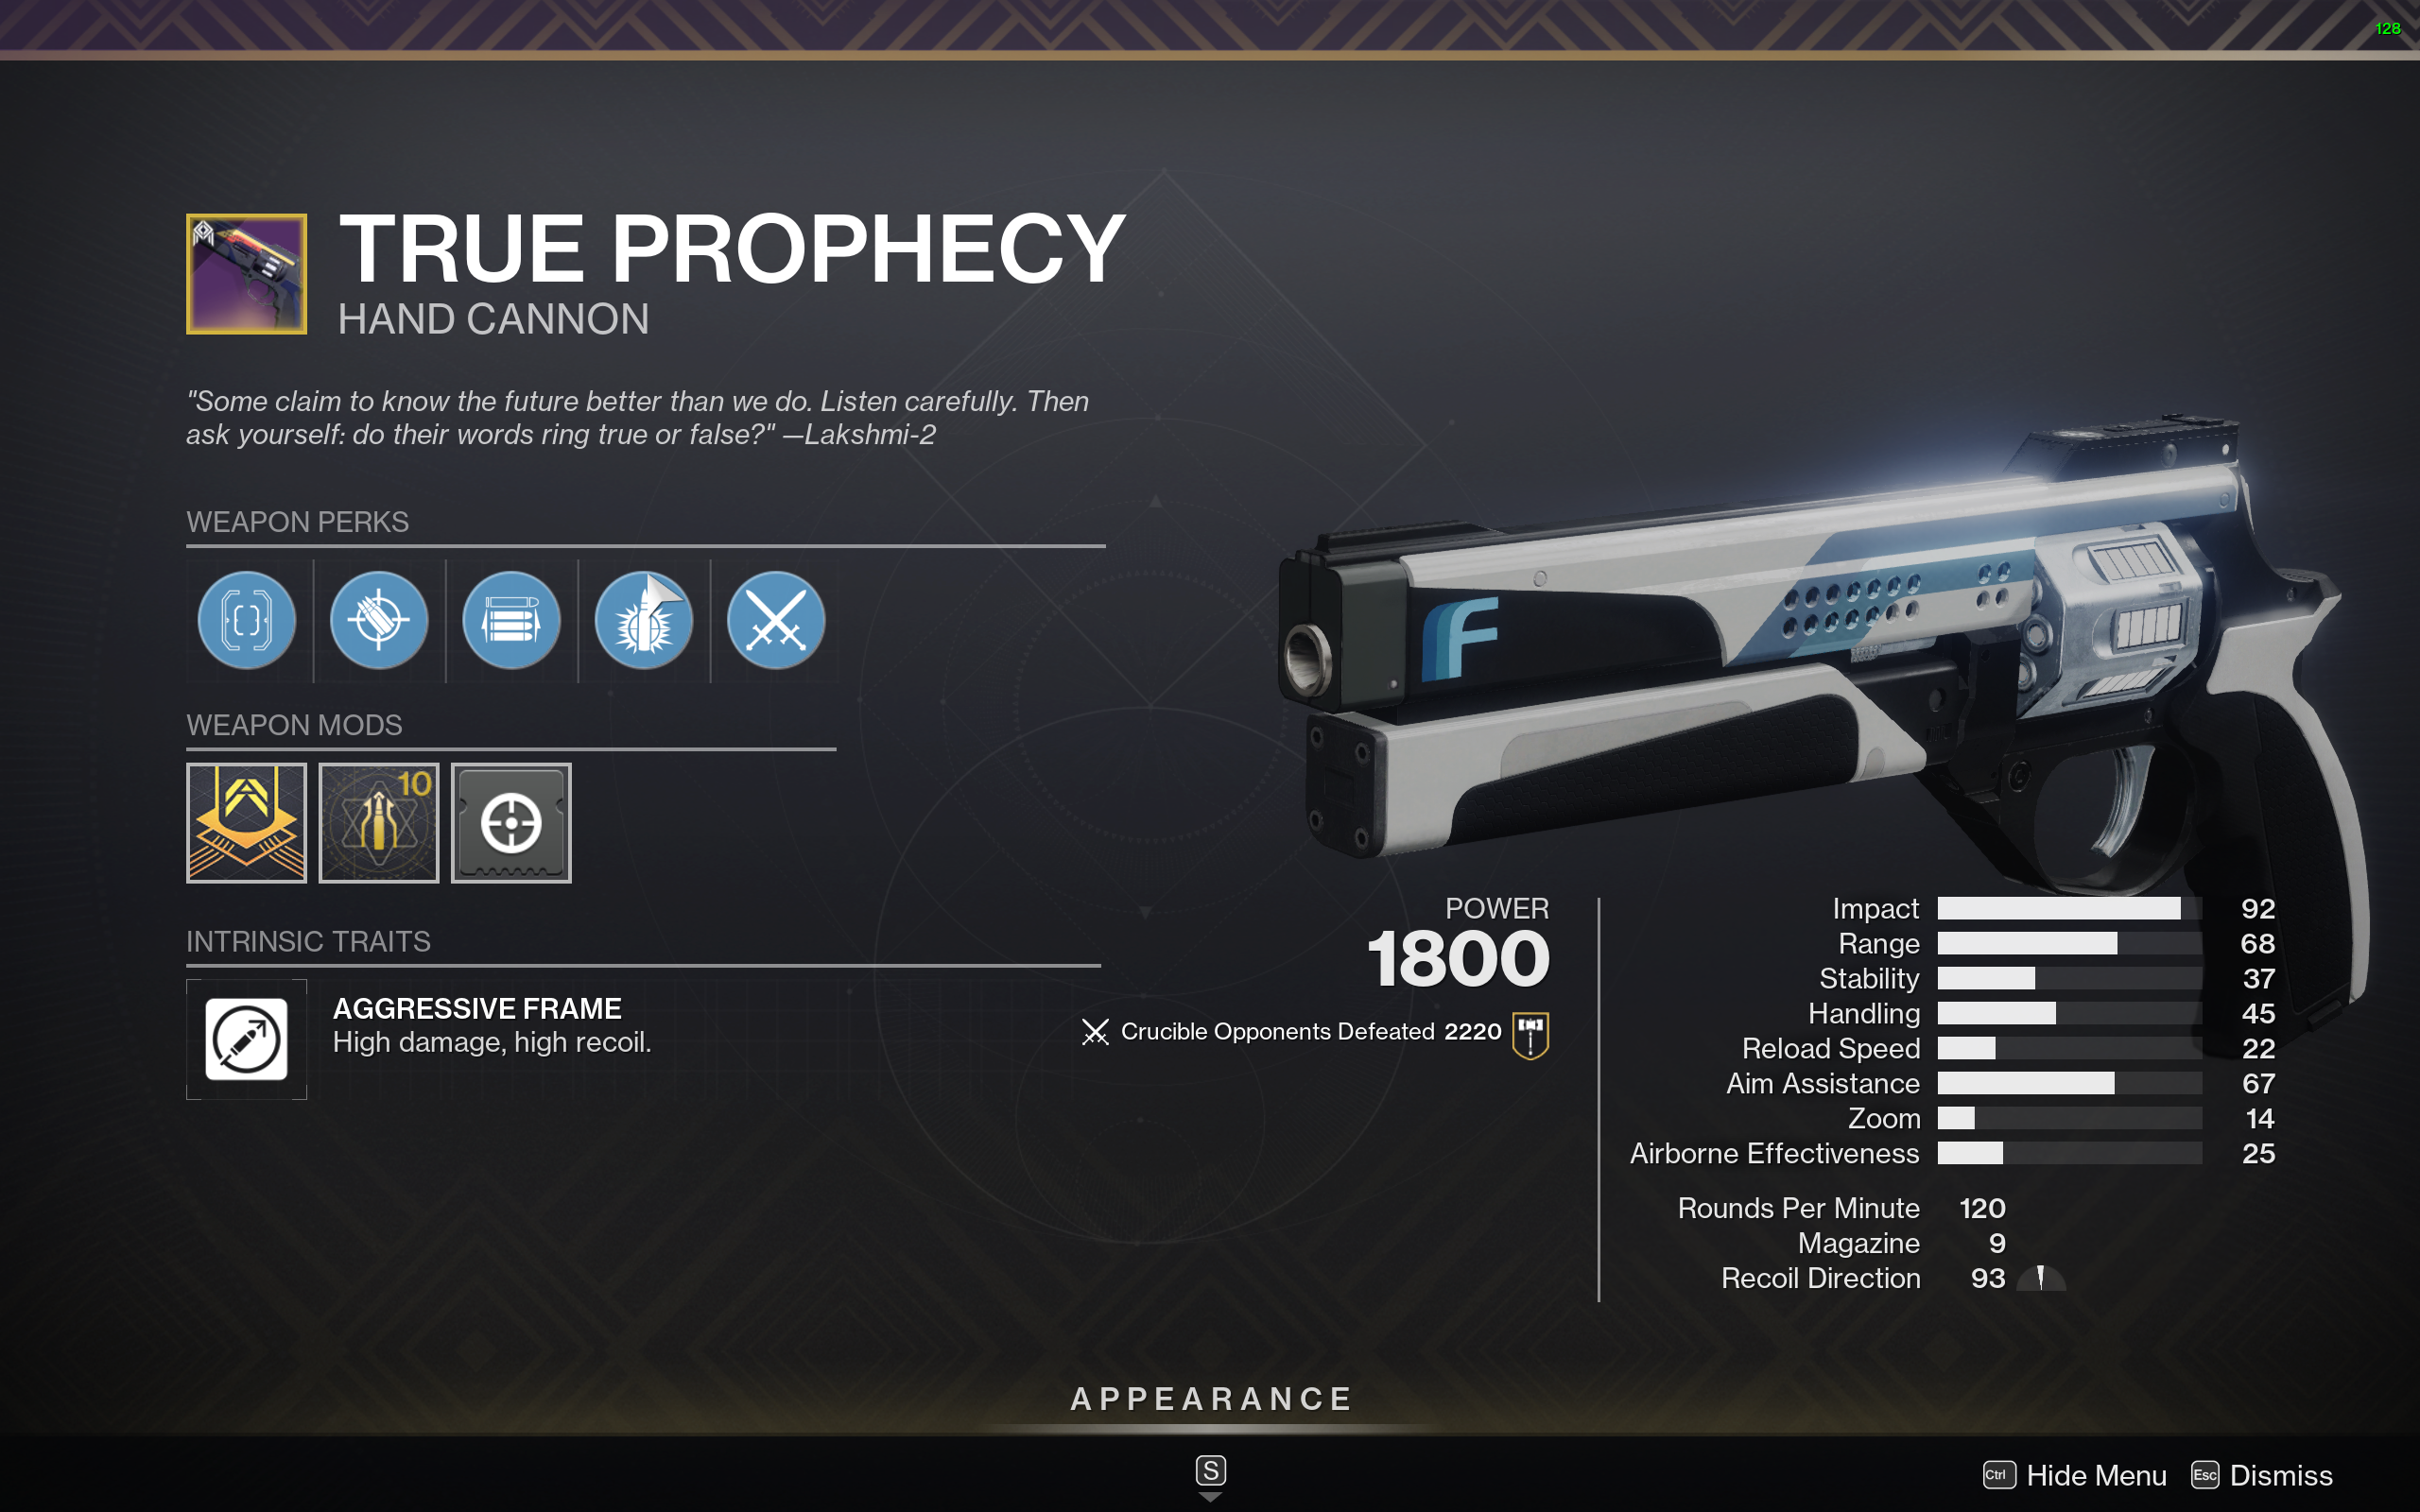 128
TRUE PROPHECY
HAND CANNON
"Some claim to know the future better than we do. Listen carefully. Then
ask yourself: do their words ring true or false?" —Lakshmi-2
WEAPON PERKS
WEAPON MODS
10
INTRINSIC TRAITS
AGGRESSIVE FRAME
High damage, high recoil.
F
POWER
1800
Crucible Opponents Defeated 2220
Impact 92
Range 68
Stability 37
Handling 45
Reload Speed 22
Aim Assistance 67
Zoom 14
Airborne Effectiveness 25
Rounds Per Minute 120
Magazine 9
Recoil Direction 93
APPEARANCE
S
Ctrl Hide Menu Esc Dismiss